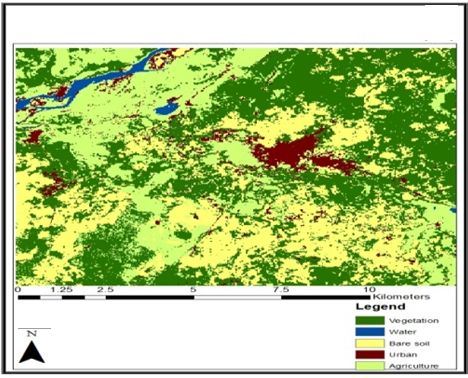 0 1.25 2.5 5 7.5 10
Kilometers
Legend
Vegetation
Water
Bare soil
Urban
Agriculture
N